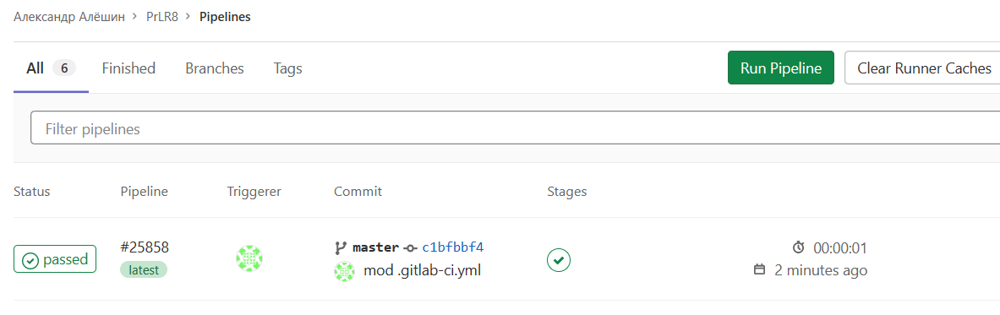 Александр Алёшин > PrLR8 > Pipelines
All 6 Finished Branches Tags Run Pipeline Clear Runner Caches
Filter pipelines
Status Pipeline Triggerer Commit Stages
passed #25858 master c1bfbbf4 00:00:01
latest mod .gitlab-ci.yml 2 minutes ago